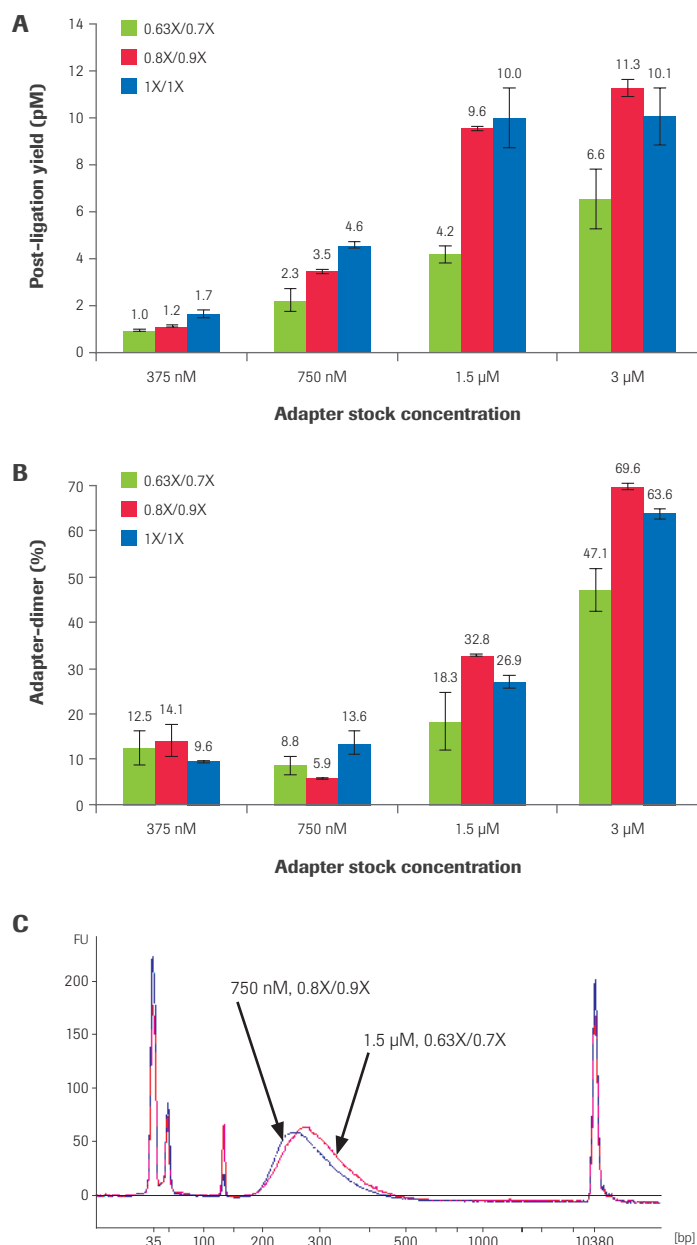 A
0.63X/0.7X
0.8X/0.9X
1X/1X
Post-ligation yield (pM)
14
12
10
8
6
4
2
0
1.0
1.2
1.7
2.3
3.5
4.6
4.2
9.6
10.0
6.6
11.3
10.1
375 nM
750 nM
1.5 µM
3 µM
Adapter stock concentration
B
0.63X/0.7X
0.8X/0.9X
1X/1X
Adapter-dimer (%)
70
60
50
40
30
20
10
0
12.5
14.1
9.6
8.8
5.9
13.6
18.3
32.8
26.9
47.1
69.6
63.6
375 nM
750 nM
1.5 µM
3 µM
Adapter stock concentration
C
FU
200
150
100
50
0
750 nM, 0.8X/0.9X
1.5 µM, 0.63X/0.7X
35
100
200
300
500
1000
10380
[bp]